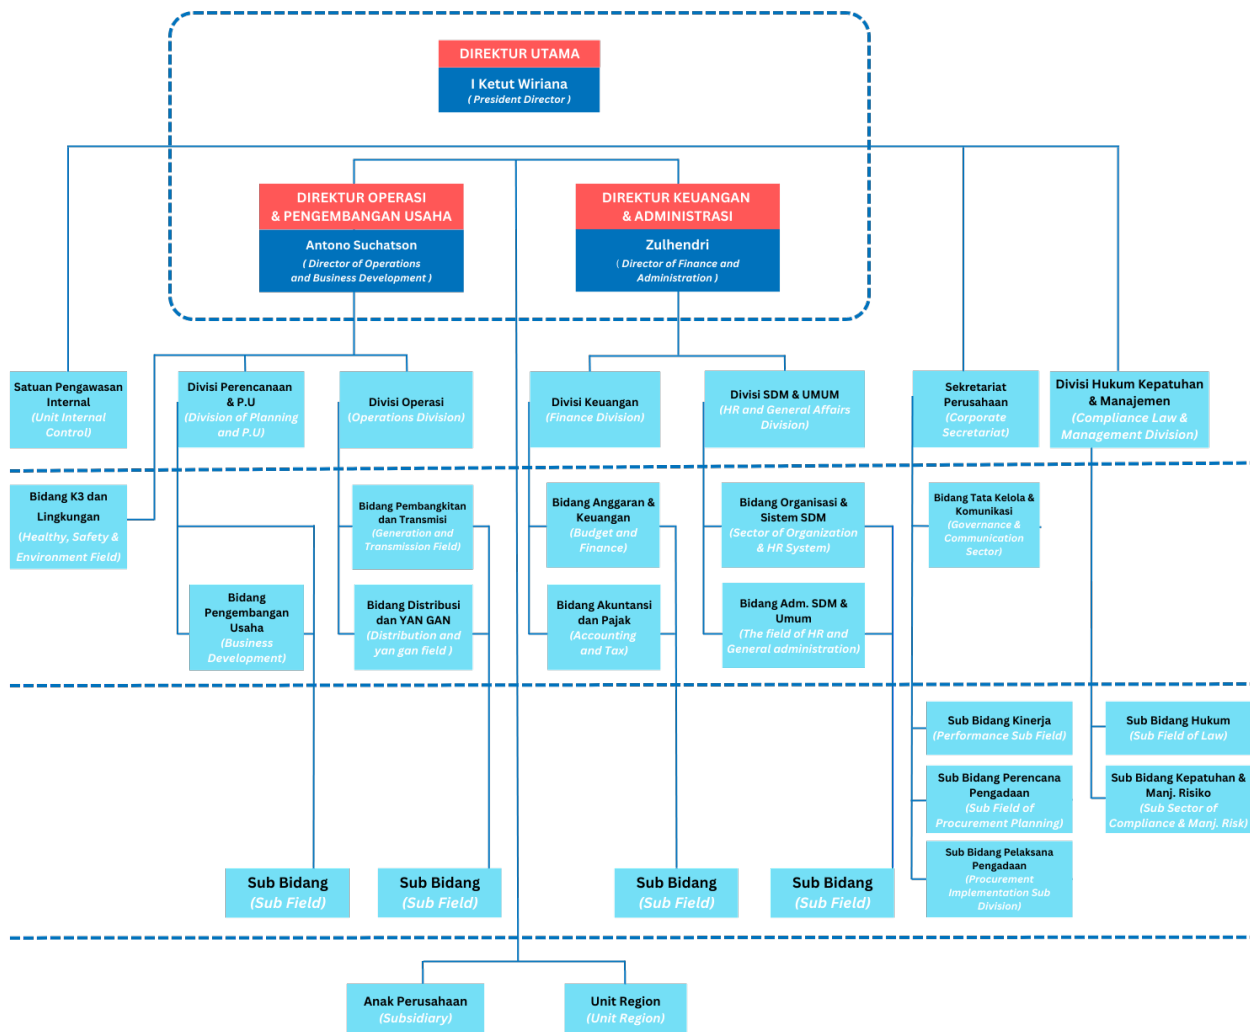 DIREKTUR UTAMA
I Ketut Wiriana
( President Director )
DIREKTUR OPERASI
& PENGEMBANGAN USAHA
Antono Suchatson
( Director of Operations
and Business Development )
DIREKTUR KEUANGAN
& ADMINISTRASI
Zulhendri
( Director of Finance and
Administration )
Satuan Pengawasan
Internal
(Unit Internal
Control)
Divisi Perencanaan
& P.U
(Division of Planning
and P.U)
Divisi Operasi
(Operations Division)
Divisi Keuangan
(Finance Division)
Divisi SDM & UMUM
(HR and General Affairs
Division)
Sekretariat
Perusahaan
(Corporate
Secretariat)
Divisi Hukum Kepatuhan
& Manajemen
(Compliance Law &
Management Division)
Bidang K3 dan
Lingkungan
(Healthy, Safety &
Environment Field)
Bidang Pembangkitan
dan Transmisi
(Generation and
Transmission Field)
Bidang Anggaran &
Keuangan
(Budget and
Finance)
Bidang Organisasi &
Sistem SDM
(Sector of Organization
& HR System)
Bidang Tata Kelola &
Komunikasi
(Governance &
Communication
Sector)
Bidang
Pengembangan
Usaha
(Business
Development)
Bidang Distribusi
dan YAN GAN
(Distribution and
yan gan field )
Bidang Akuntansi
dan Pajak
(Accounting
and Tax)
Bidang Adm. SDM &
Umum
(The field of HR and
General administration)
Sub Bidang Kinerja
(Performance Sub Field)
Sub Bidang Hukum
(Sub Field of Law)
Sub Bidang Perencana
Pengadaan
(Sub Field of
Procurement Planning)
Sub Bidang Kepatuhan &
Manj. Risiko
(Sub Sector of
Compliance & Manj. Risk)
Sub Bidang Pelaksana
Pengadaan
(Procurement
Implementation Sub
Division)
Sub Bidang
(Sub Field)
Sub Bidang
(Sub Field)
Sub Bidang
(Sub Field)
Sub Bidang
(Sub Field)
Anak Perusahaan
(Subsidiary)
Unit Region
(Unit Region)